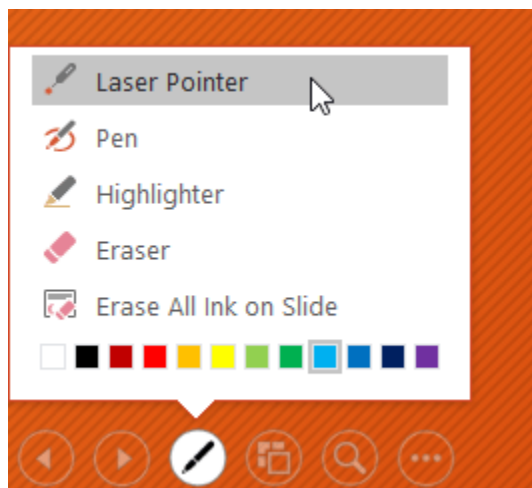 Laser Pointer
Pen
Highlighter
Eraser
Erase All Ink on Slide